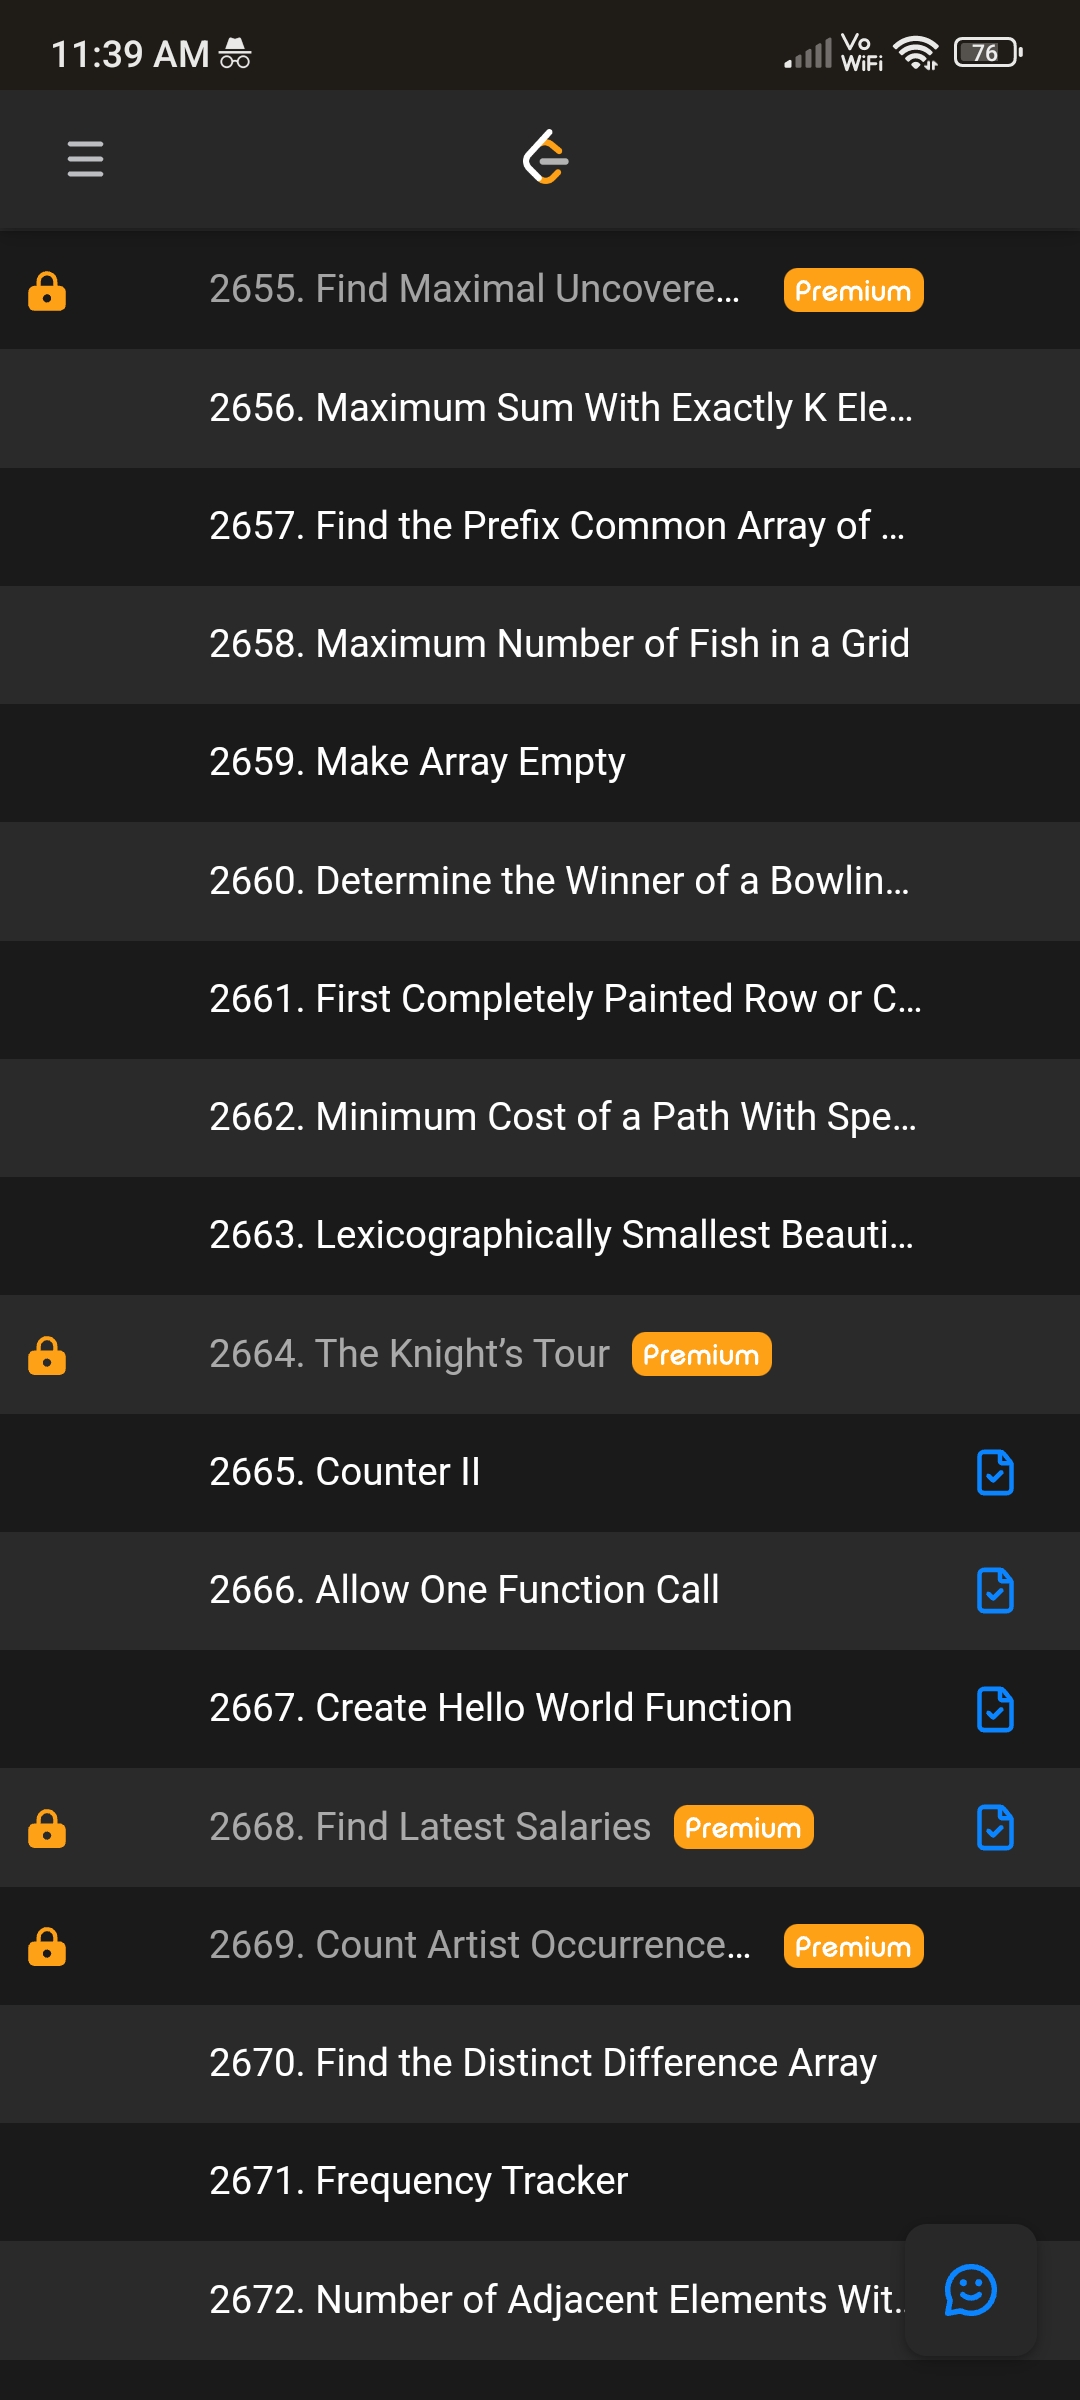 11:39 AM
Vo
WiFi
76
2655. Find Maximal Uncovere...
Premium
2656. Maximum Sum With Exactly K Ele...
2657. Find the Prefix Common Array of ...
2658. Maximum Number of Fish in a Grid
2659. Make Array Empty
2660. Determine the Winner of a Bowlin...
2661. First Completely Painted Row or C...
2662. Minimum Cost of a Path With Spe...
2663. Lexicographically Smallest Beauti...
2664. The Knight’s Tour Premium
2665. Counter II
2666. Allow One Function Call
2667. Create Hello World Function
2668. Find Latest Salaries Premium
2669. Count Artist Occurrence... Premium
2670. Find the Distinct Difference Array
2671. Frequency Tracker
2672. Number of Adjacent Elements Wit..